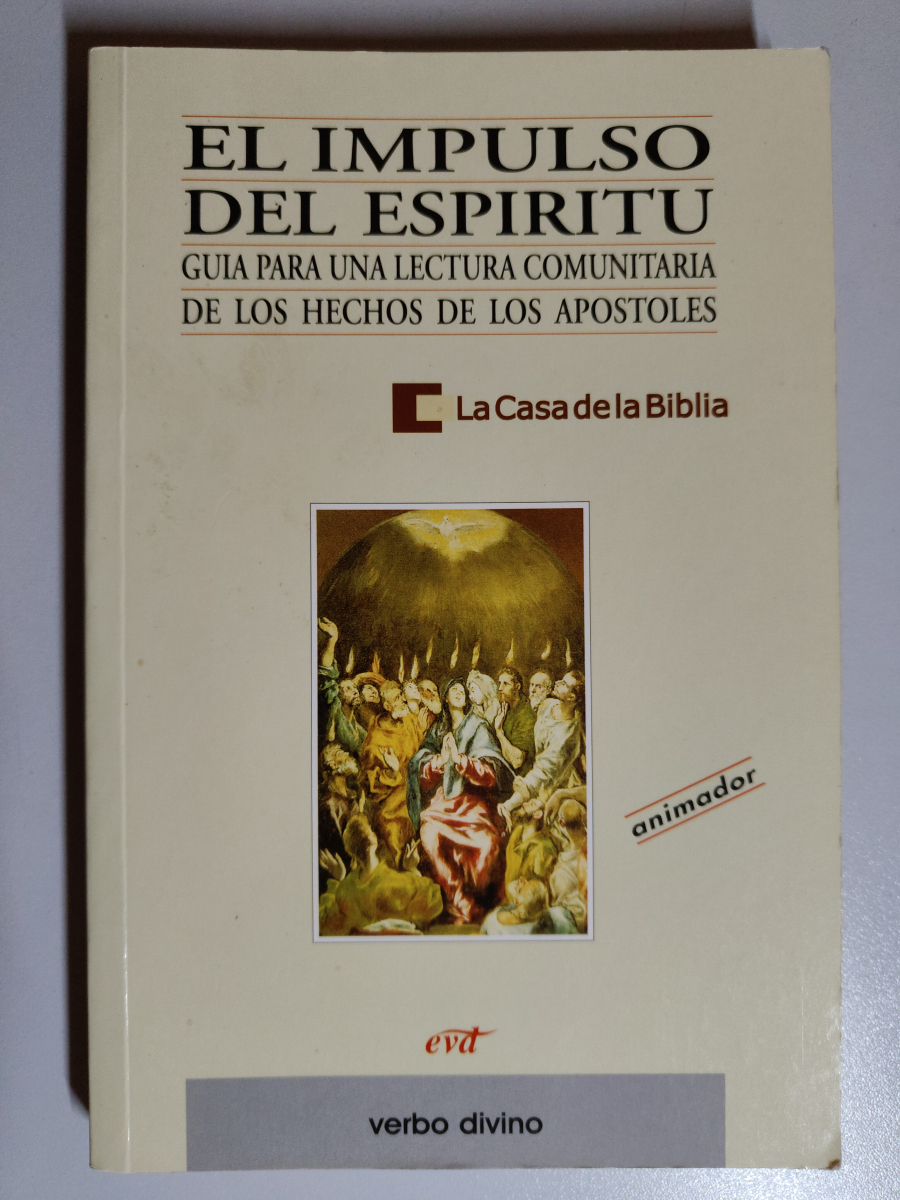 EL IMPULSO
DEL ESPIRITU
GUIA PARA UNA LECTURA COMUNITARIA
DE LOS HECHOS DE LOS APOSTOLES
La Casa de la Biblia
animador
evd
verbo divino